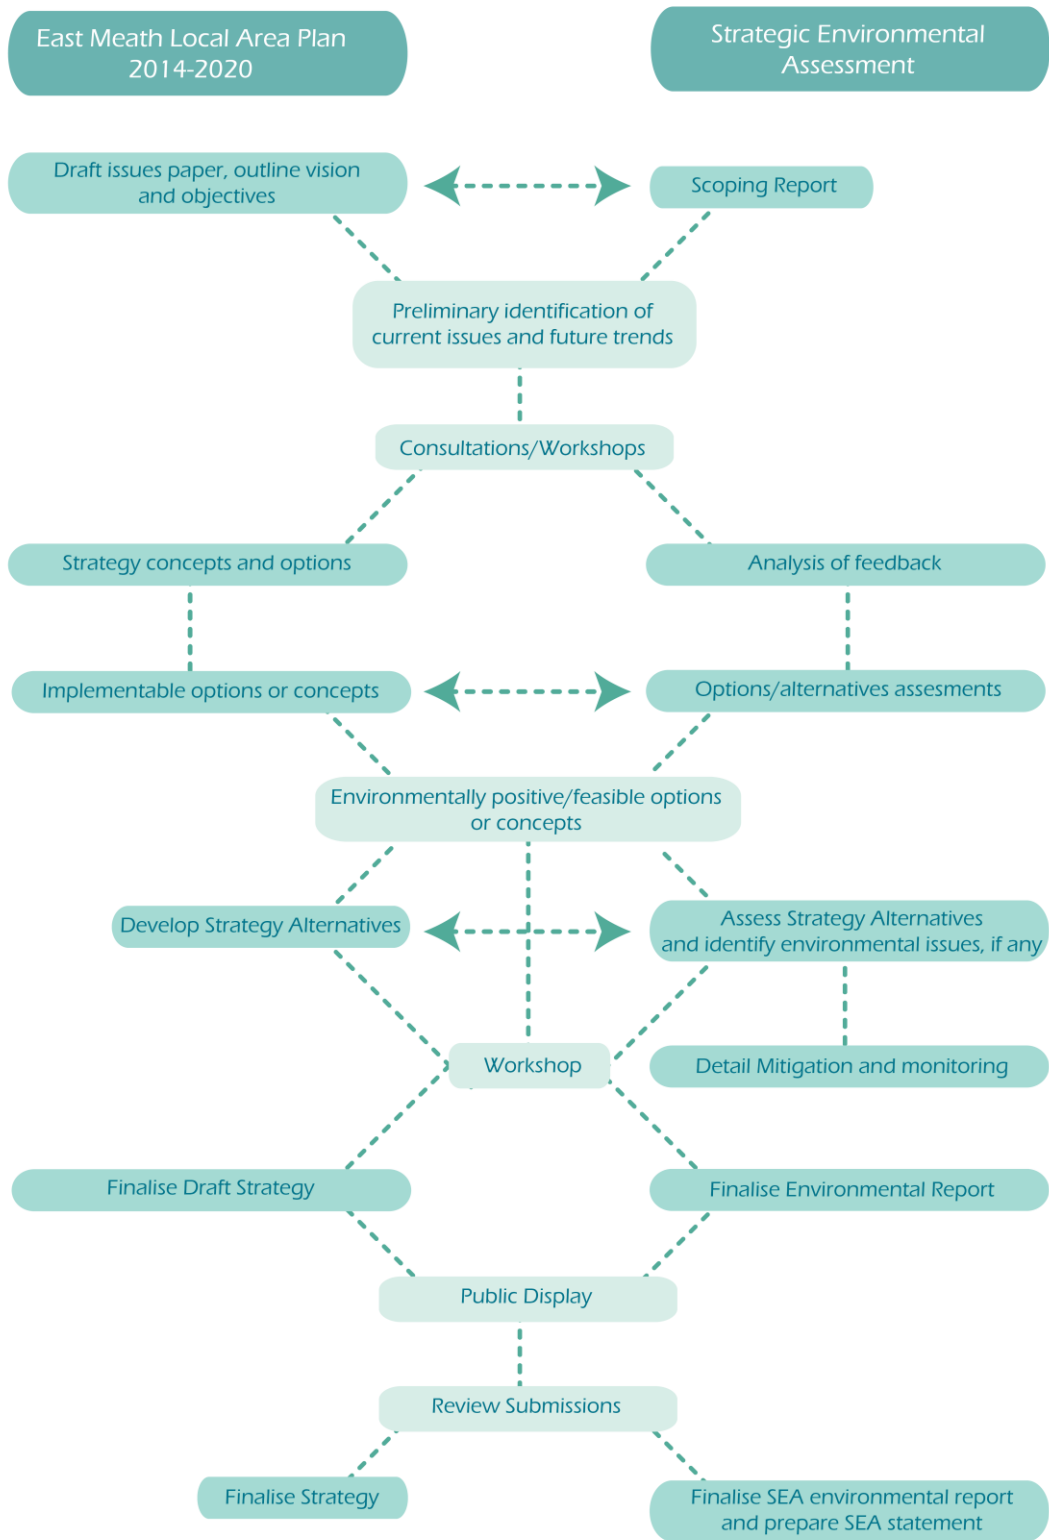 East Meath Local Area Plan
2014-2020
Strategic Environmental
Assessment
Draft issues paper, outline vision
and objectives
Scoping Report
Preliminary identification of
current issues and future trends
Consultations/Workshops
Strategy concepts and options
Analysis of feedback
Implementable options or concepts
Options/alternatives assesments
Environmentally positive/feasible options
or concepts
Develop Strategy Alternatives
Assess Strategy Alternatives
and identify environmental issues, if any
Workshop
Detail Mitigation and monitoring
Finalise Draft Strategy
Finalise Environmental Report
Public Display
Review Submissions
Finalise Strategy
Finalise SEA environmental report
and prepare SEA statement